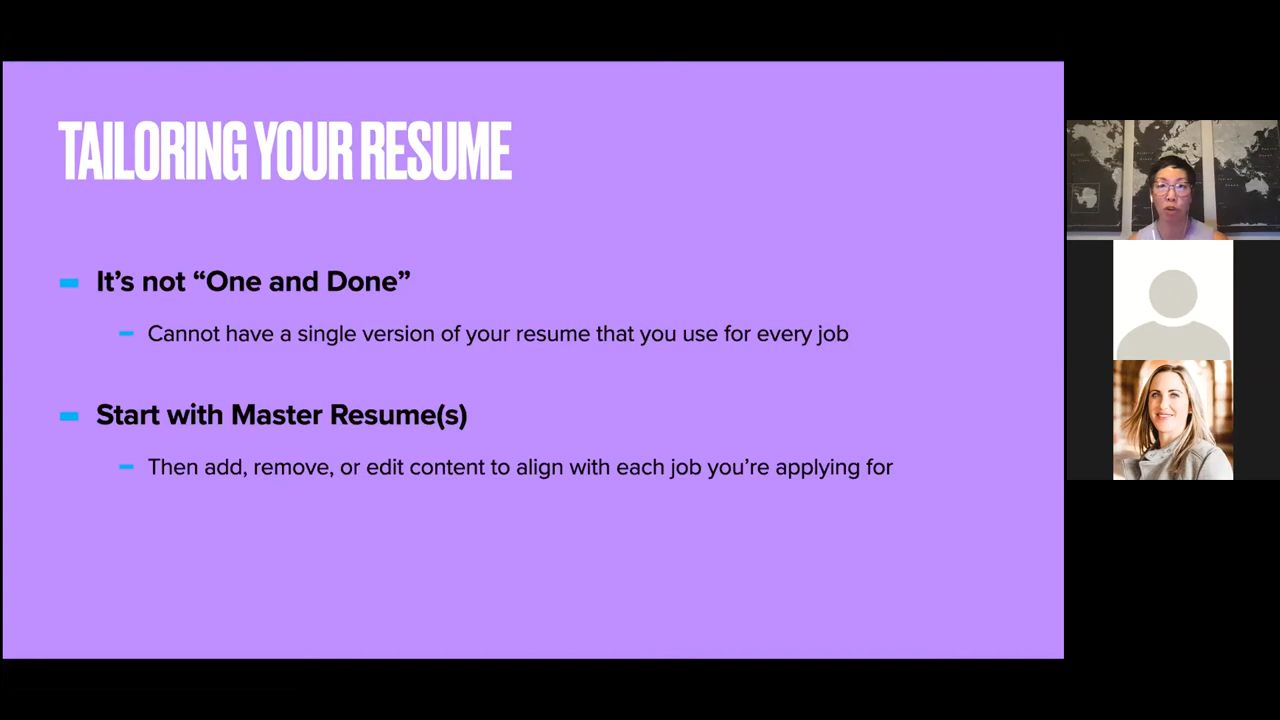 TAILORING YOUR RESUME
It’s not “One and Done”
Cannot have a single version of your resume that you use for every job
Start with Master Resume(s)
Then add, remove, or edit content to align with each job you’re applying for